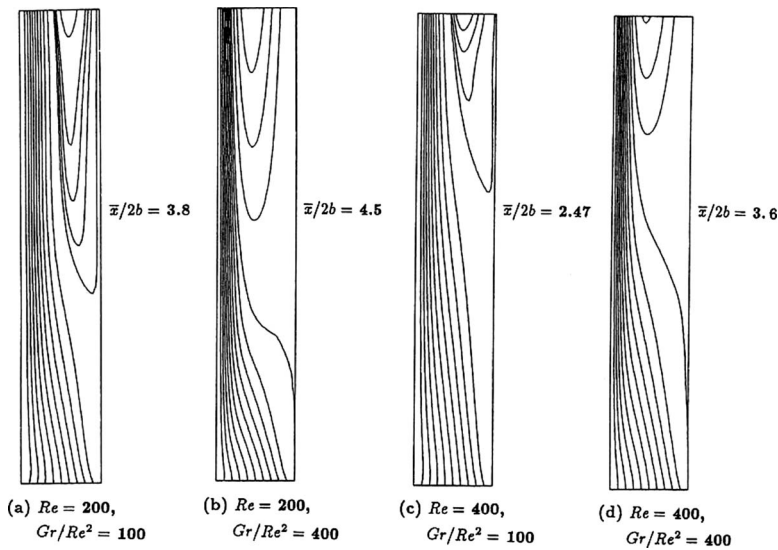 x̅/2b = 3.8
x̅/2b = 4.5
x̅/2b = 2.47
x̅/2b = 3.6
(a) Re = 200,
Gr/Re² = 100
(b) Re = 200,
Gr/Re² = 400
(c) Re = 400,
Gr/Re² = 100
(d) Re = 400,
Gr/Re² = 400